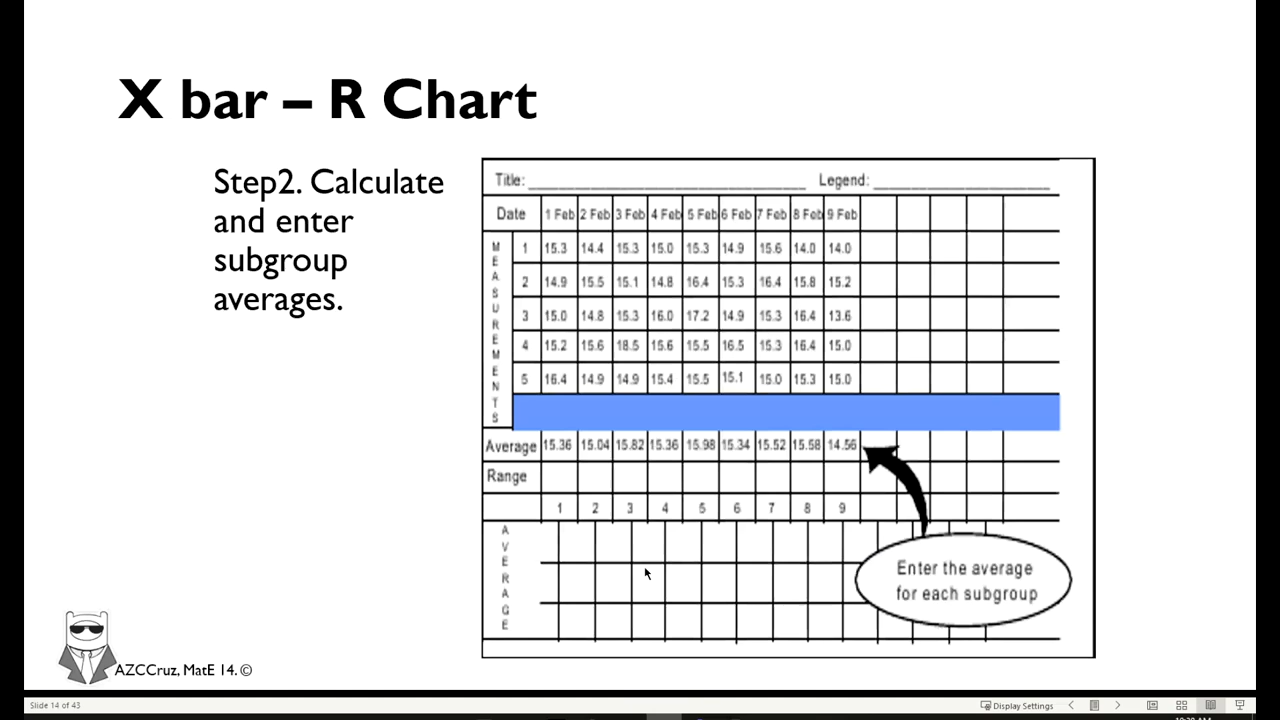 X bar – R Chart
Step2. Calculate
and enter
subgroup
averages.
Title: Legend:
Date 1 Feb 2 Feb 3 Feb 4 Feb 5 Feb 6 Feb 7 Feb 8 Feb 9 Feb
MEASUREMENTS
1 15.3 14.4 15.3 15.0 15.3 14.9 15.6 14.0 14.0
2 14.9 15.5 15.1 14.8 16.4 15.3 16.4 15.8 15.2
3 15.0 14.8 15.3 16.0 17.2 14.9 15.3 16.4 13.6
4 15.2 15.6 18.5 15.6 15.5 16.5 15.3 16.4 15.0
5 16.4 14.9 14.9 15.4 15.5 15.1 15.0 15.3 15.0
Average 15.36 15.04 15.82 15.36 15.98 15.34 15.52 15.58 14.56
Range
1 2 3 4 5 6 7 8 9
AVERAGE
Enter the average
for each subgroup
AZCCruz, MatE 14. ©
Slide 14 of 43
Display Settings